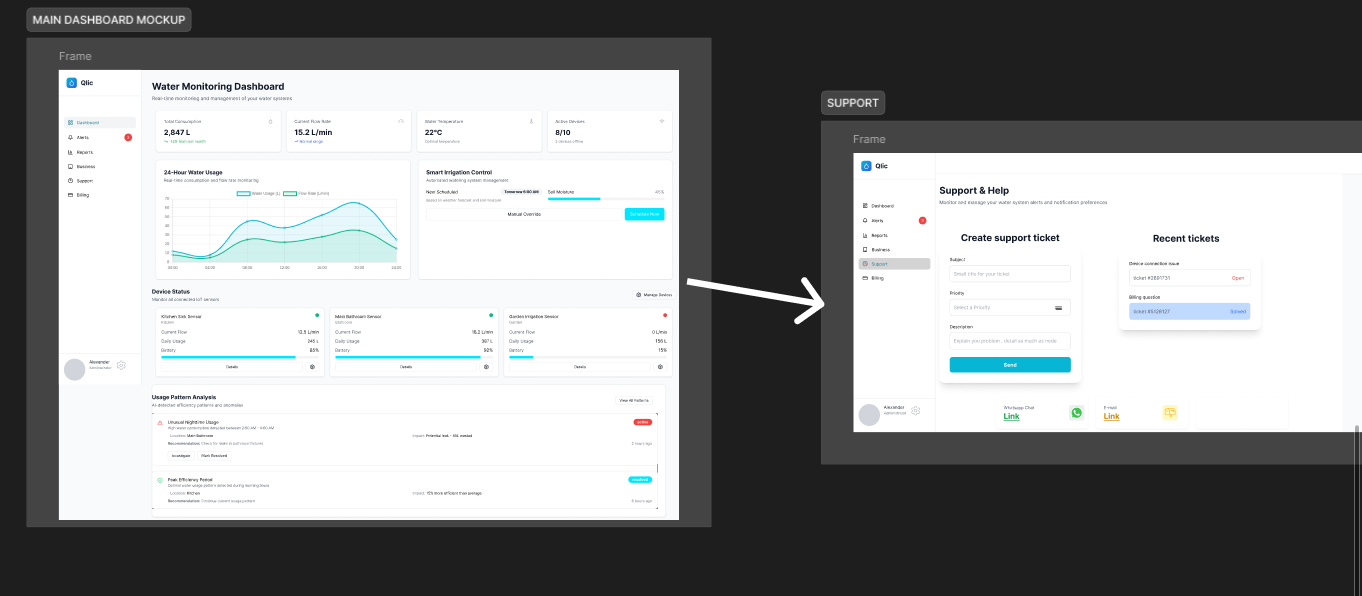 MAIN DASHBOARD MOCKUP
Frame
Qlic
Dashboard
Alerts
Reports
Business
Support
Billing
Alexander
Administrator
Water Monitoring Dashboard
Real-time monitoring and management of your water systems
Total Consumption
2,847 L
from last month
Current Flow Rate
15.2 L/min
Normal range
Water Temperature
22°C
Optimal temperature
Active Devices
8/10
2 devices offline
24-Hour Water Usage
Real-time consumption and flow rate monitoring
Water Usage (L) Flow Rate (L/min)
70
60
50
40
30
20
10
0
00:00 04:00 08:00 12:00 16:00 20:00 24:00
Smart Irrigation Control
Automated watering system management
Next Scheduled Tomorrow 6:00 AM
Based on weather forecast and soil moisture
Soil Moisture 45%
Manual Override
Schedule Now
Device Status
Monitor all connected IoT sensors
Manage Devices
Kitchen Sink Sensor
Kitchen
Current Flow 12.5 L/min
Daily Usage 245 L
Battery 85%
Details
Main Bathroom Sensor
Bathroom
Current Flow 15.2 L/min
Daily Usage 387 L
Battery 92%
Details
Garden Irrigation Sensor
Garden
Current Flow 0 L/min
Daily Usage 156 L
Battery 15%
Details
Usage Pattern Analysis
AI-detected efficiency patterns and anomalies
View All Patterns
Unusual Nighttime Usage
active
High water consumption detected between 2:00 AM - 4:00 AM
Location: Main Bathroom
Impact: Potential leak - 45L wasted
Recommendation: Check for leaks in bathroom fixtures
2 hours ago
Investigate
Mark Resolved
Peak Efficiency Period
resolved
Optimal water usage pattern detected during morning hours
Location: Kitchen
Impact: 15% more efficient than average
Recommendation: Continue current usage pattern
6 hours ago
SUPPORT
Frame
Qlic
Dashboard
Alerts
Reports
Business
Support
Billing
Alexander
Administrator
Support & Help
Monitor and manage your water system alerts and notification preferences
Create support ticket
Subject
Small title for your ticket
Priority
Select a Priority
Description
Explain you problem , detail as much as mode
Send
Recent tickets
Device connection issue
ticket #2891731 Open
Billing question
ticket #5128127 Solved
Whatsapp Chat
Link
E-mail
Link